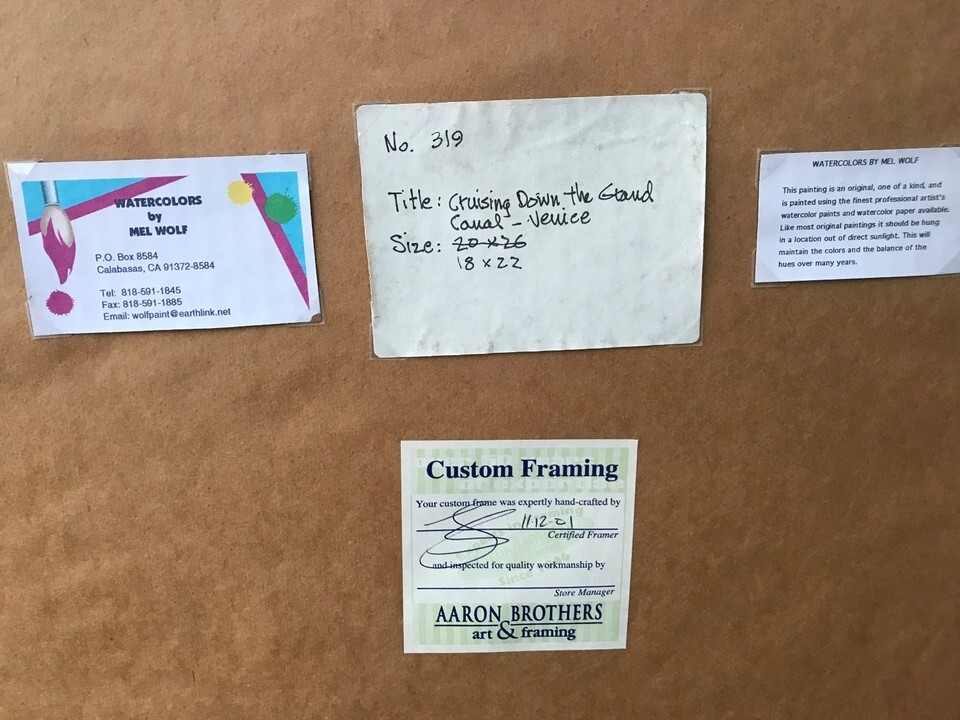 WATERCOLORS
by
MEL WOLF
P.O. Box 8584
Calabasas, CA 91372-8584
Tel: 818-591-1845
Fax: 818-591-1885
Email: wolfpaint@earthlink.net
No. 319
Title: Cruising Down the Grand
Canal - Venice
Size: 20 x 26
18 x 22
WATERCOLORS BY MEL WOLF
This painting is an original, one of a kind, and
is painted using the finest professional artist's
watercolor paints and watercolor paper available.
Like most original paintings it should be hung
in a location out of direct sunlight. This will
maintain the colors and the balance of the
hues over many years.
Custom Framing
Your custom frame was expertly hand-crafted by
11-12-01
Certified Framer
and inspected for quality workmanship by
Store Manager
AARON BROTHERS
art & framing